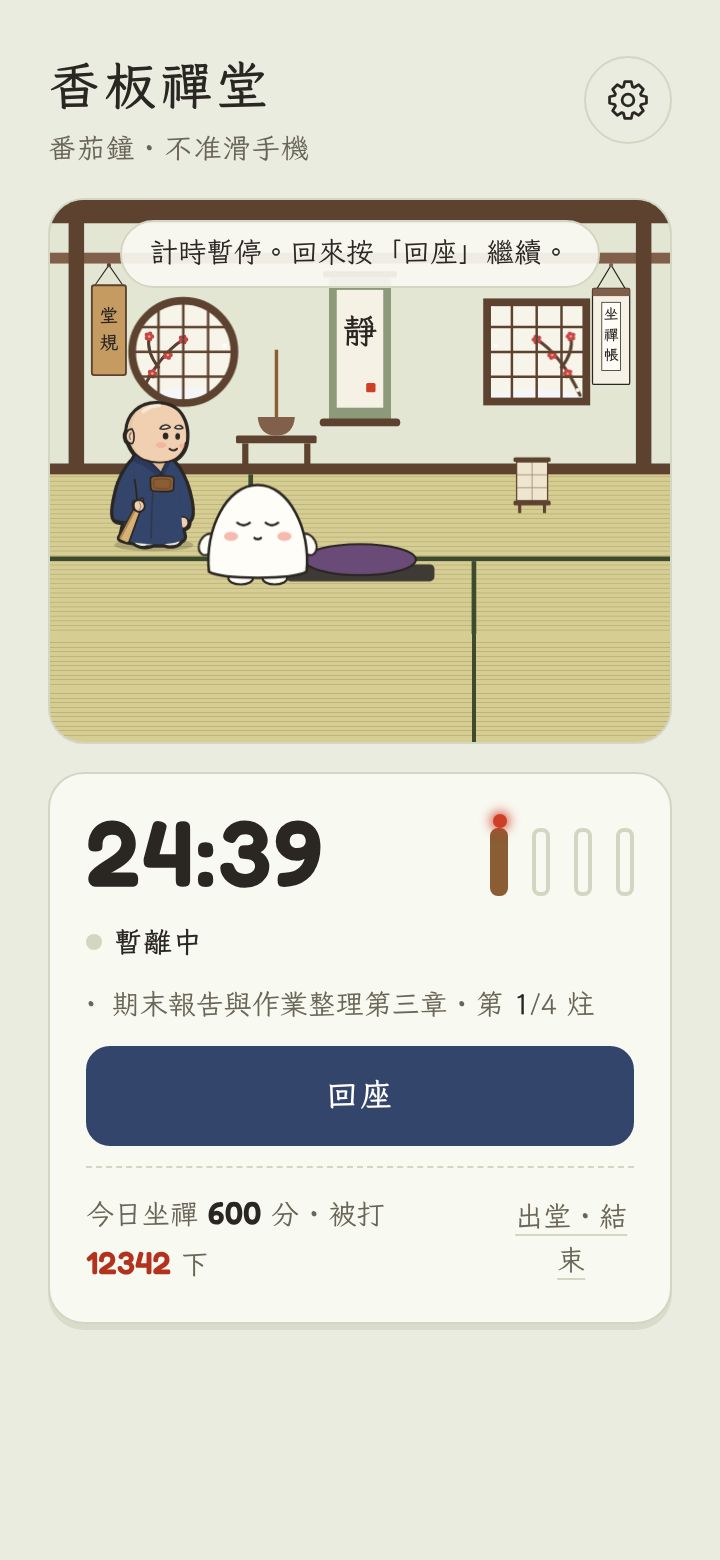 香板禪堂
番茄鐘・不准滑手機
計時暫停。回來按「回座」繼續。
堂規
靜
坐禪帳
24:39
暫離中
・ 期末報告與作業整理第三章・第 1/4 炷
回座
今日坐禪 600 分・被打
12342 下
出堂・結
束